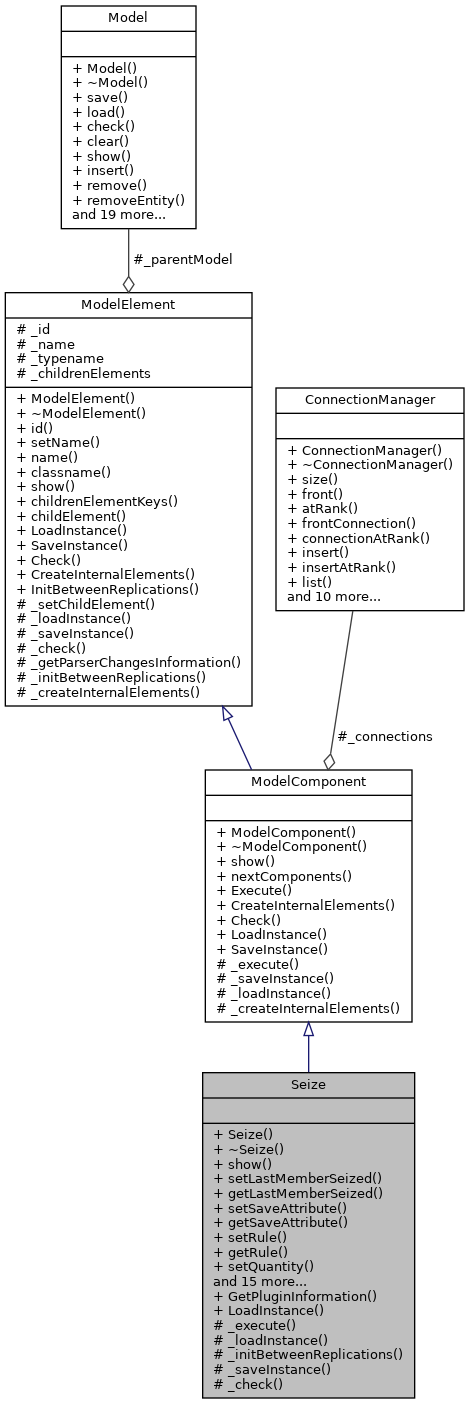 Model
+ Model()
+ ~Model()
+ save()
+ load()
+ check()
+ clear()
+ show()
+ insert()
+ remove()
+ removeEntity()
and 19 more...
#_parentModel
ModelElement
# _id
# _name
# _typename
# _childrenElements
+ ModelElement()
+ ~ModelElement()
+ id()
+ setName()
+ name()
+ classname()
+ show()
+ childrenElementKeys()
+ childElement()
+ LoadInstance()
+ SaveInstance()
+ Check()
+ CreateInternalElements()
+ InitBetweenReplications()
# _setChildElement()
# _loadInstance()
# _saveInstance()
# _check()
# _getParserChangesInformation()
# _initBetweenReplications()
# _createInternalElements()
ConnectionManager
+ ConnectionManager()
+ ~ConnectionManager()
+ size()
+ front()
+ atRank()
+ frontConnection()
+ connectionAtRank()
+ insert()
+ insertAtRank()
+ list()
and 10 more...
#_connections
ModelComponent
+ ModelComponent()
+ ~ModelComponent()
+ show()
+ nextComponents()
+ Execute()
+ CreateInternalElements()
+ Check()
+ LoadInstance()
+ SaveInstance()
# _execute()
# _saveInstance()
# _loadInstance()
# _createInternalElements()
Seize
+ Seize()
+ ~Seize()
+ show()
+ setLastMemberSeized()
+ getLastMemberSeized()
+ setSaveAttribute()
+ getSaveAttribute()
+ setRule()
+ getRule()
+ setQuantity()
and 15 more...
+ GetPluginInformation()
+ LoadInstance()
# _execute()
# _loadInstance()
# _initBetweenReplications()
# _saveInstance()
# _check()